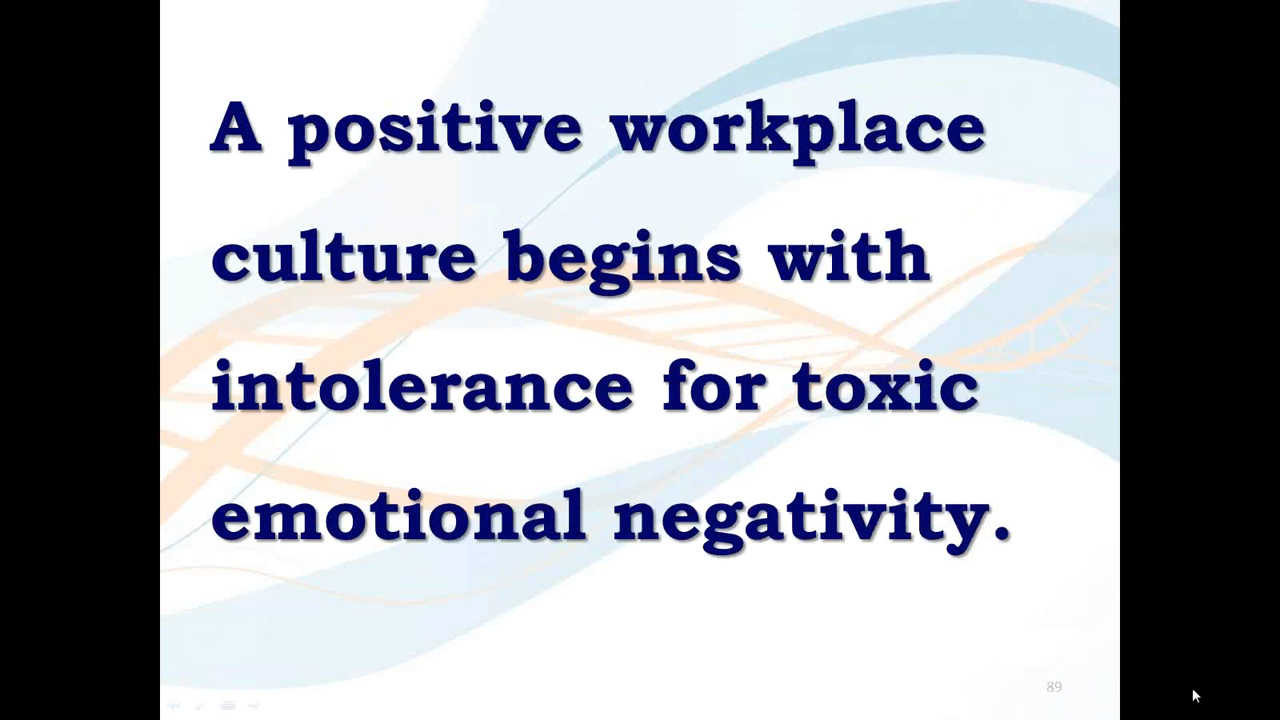 A positive workplace
culture begins with
intolerance for toxic
emotional negativity.
89